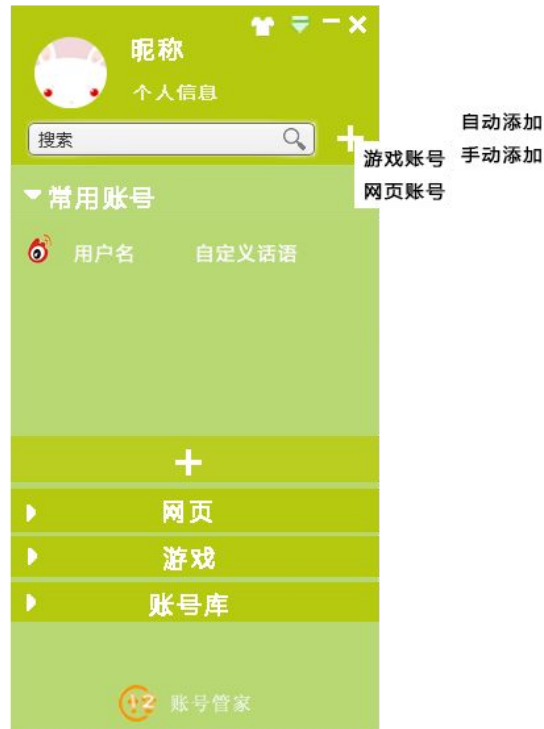 昵称
个人信息
搜索
自动添加
游戏账号 手动添加
网页账号
常用账号
用户名 自定义话语
网页
游戏
账号库
12 账号管家